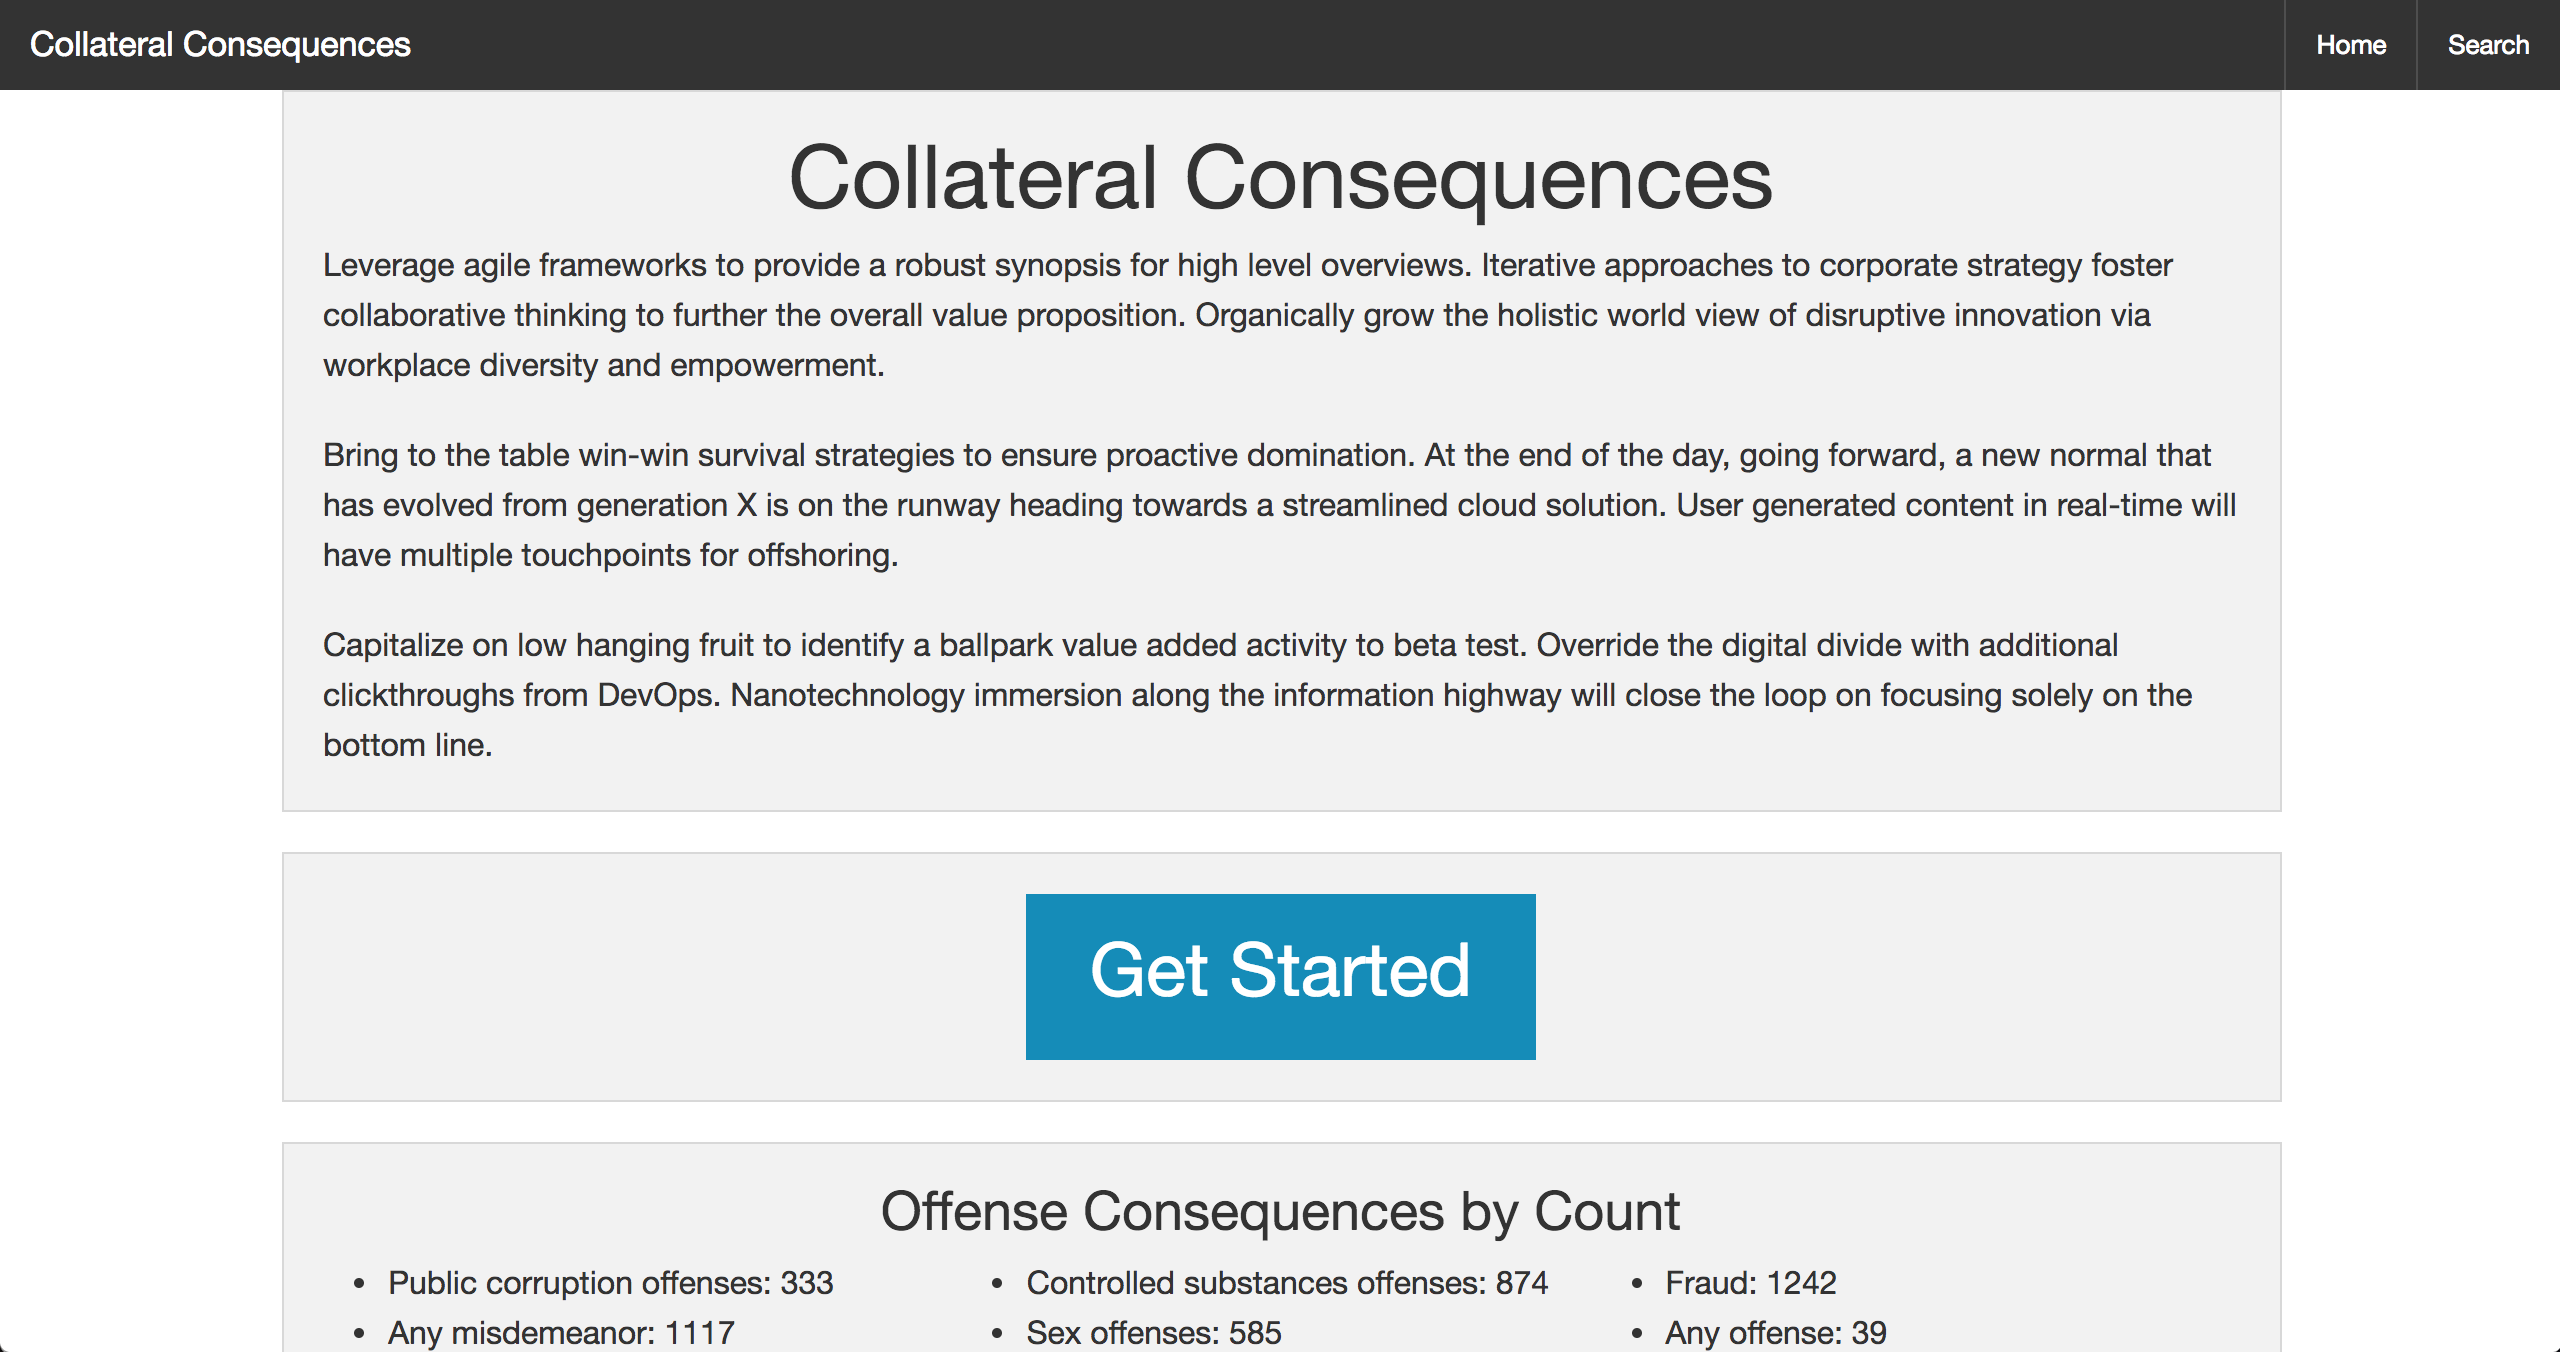 Collateral Consequences
Home
Search
Collateral Consequences
Leverage agile frameworks to provide a robust synopsis for high level overviews. Iterative approaches to corporate strategy foster
collaborative thinking to further the overall value proposition. Organically grow the holistic world view of disruptive innovation via
workplace diversity and empowerment.
Bring to the table win-win survival strategies to ensure proactive domination. At the end of the day, going forward, a new normal that
has evolved from generation X is on the runway heading towards a streamlined cloud solution. User generated content in real-time will
have multiple touchpoints for offshoring.
Capitalize on low hanging fruit to identify a ballpark value added activity to beta test. Override the digital divide with additional
clickthroughs from DevOps. Nanotechnology immersion along the information highway will close the loop on focusing solely on the
bottom line.
Get Started
Offense Consequences by Count
• Public corruption offenses: 333
• Any misdemeanor: 1117
• Controlled substances offenses: 874
• Sex offenses: 585
• Fraud: 1242
• Any offense: 39